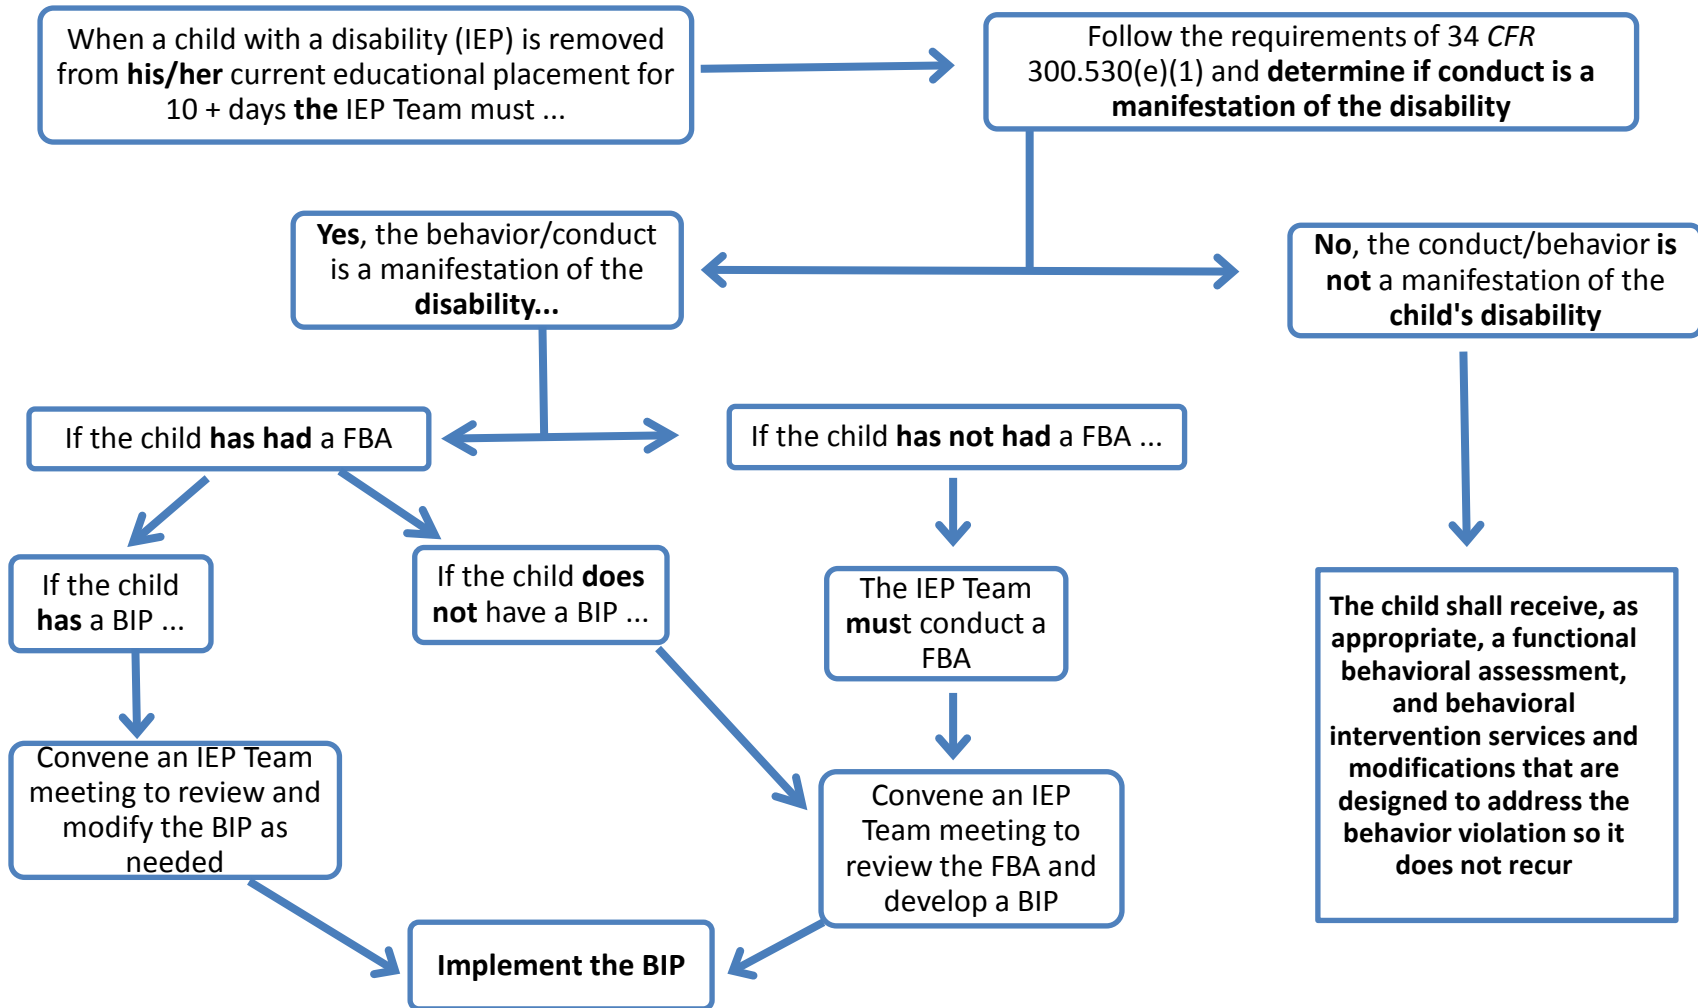 When a child with a disability (IEP) is removed
from his/her current educational placement for
10 + days the IEP Team must ...
Follow the requirements of 34 CFR
300.530(e)(1) and determine if conduct is a
manifestation of the disability
Yes, the behavior/conduct
is a manifestation of the
disability...
No, the conduct/behavior is
not a manifestation of the
child's disability
If the child has had a FBA
If the child has not had a FBA ...
If the child
has a BIP ...
If the child does
not have a BIP ...
The IEP Team
must conduct a
FBA
The child shall receive, as
appropriate, a functional
behavioral assessment,
and behavioral
intervention services and
modifications that are
designed to address the
behavior violation so it
does not recur
Convene an IEP Team
meeting to review and
modify the BIP as
needed
Convene an IEP
Team meeting to
review the FBA and
develop a BIP
Implement the BIP